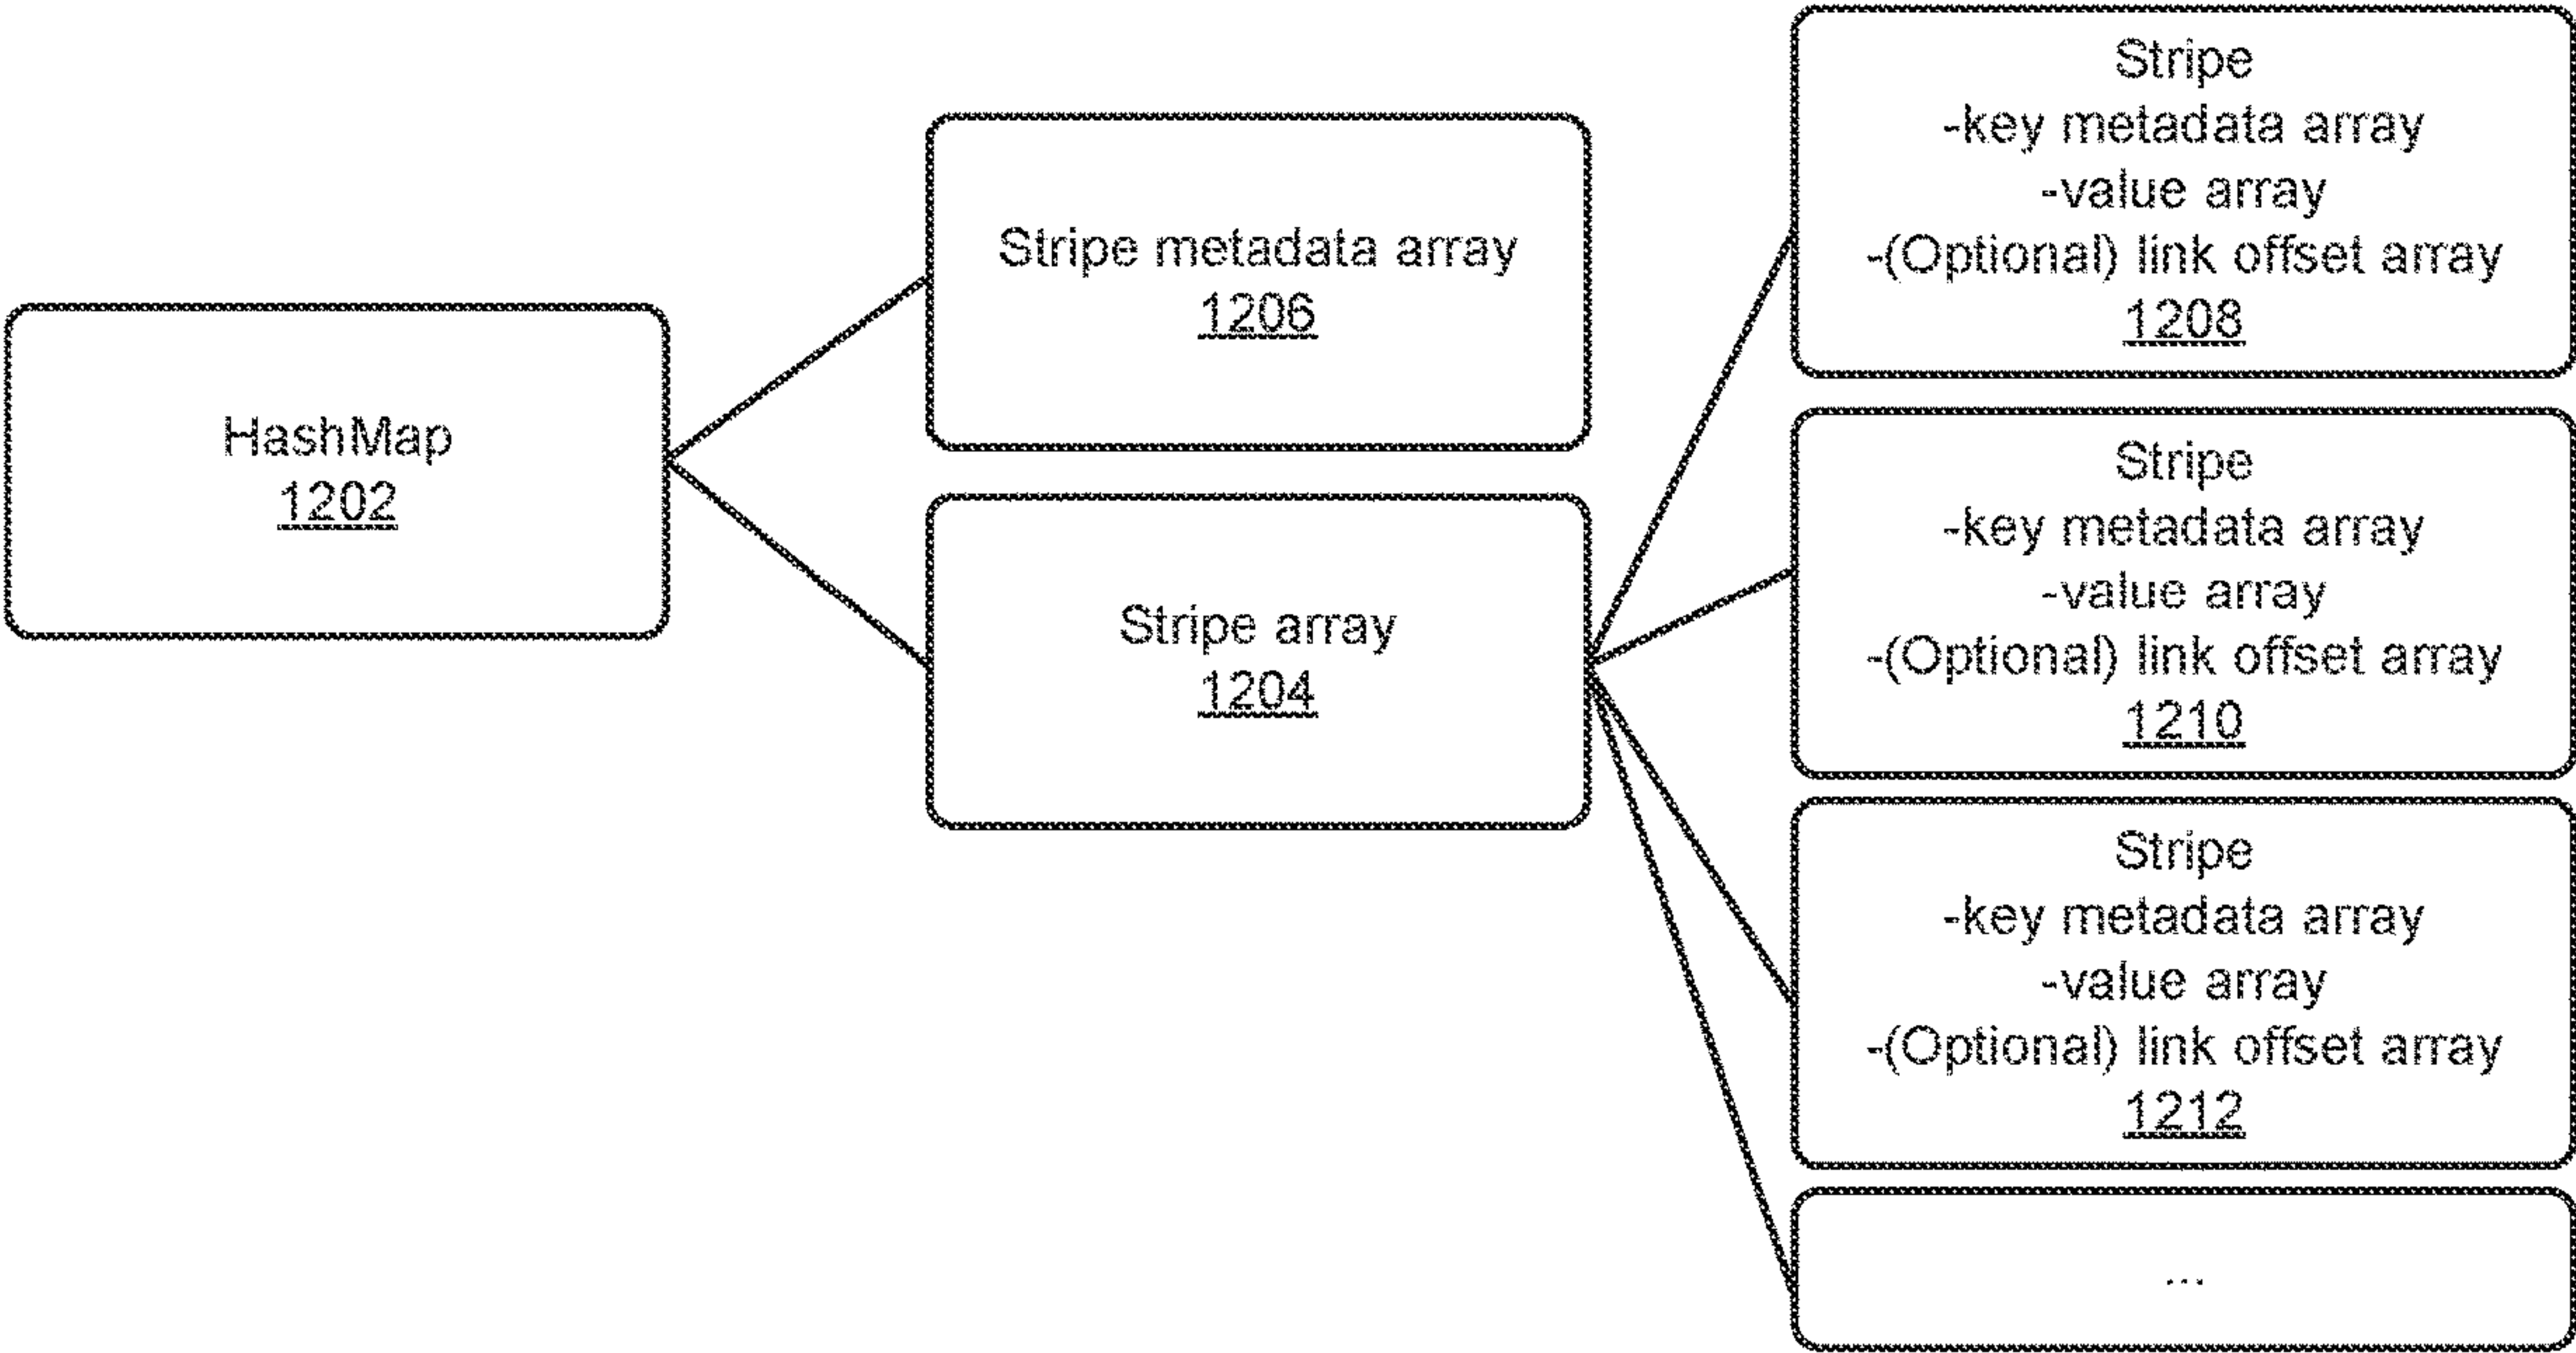 HashMap
1202
Stripe metadata array
1206
Stripe array
1204
Stripe
-key metadata array
-value array
-(Optional) link offset array
1208
Stripe
-key metadata array
-value array
-(Optional) link offset array
1210
Stripe
-key metadata array
-value array
-(Optional) link offset array
1212
...